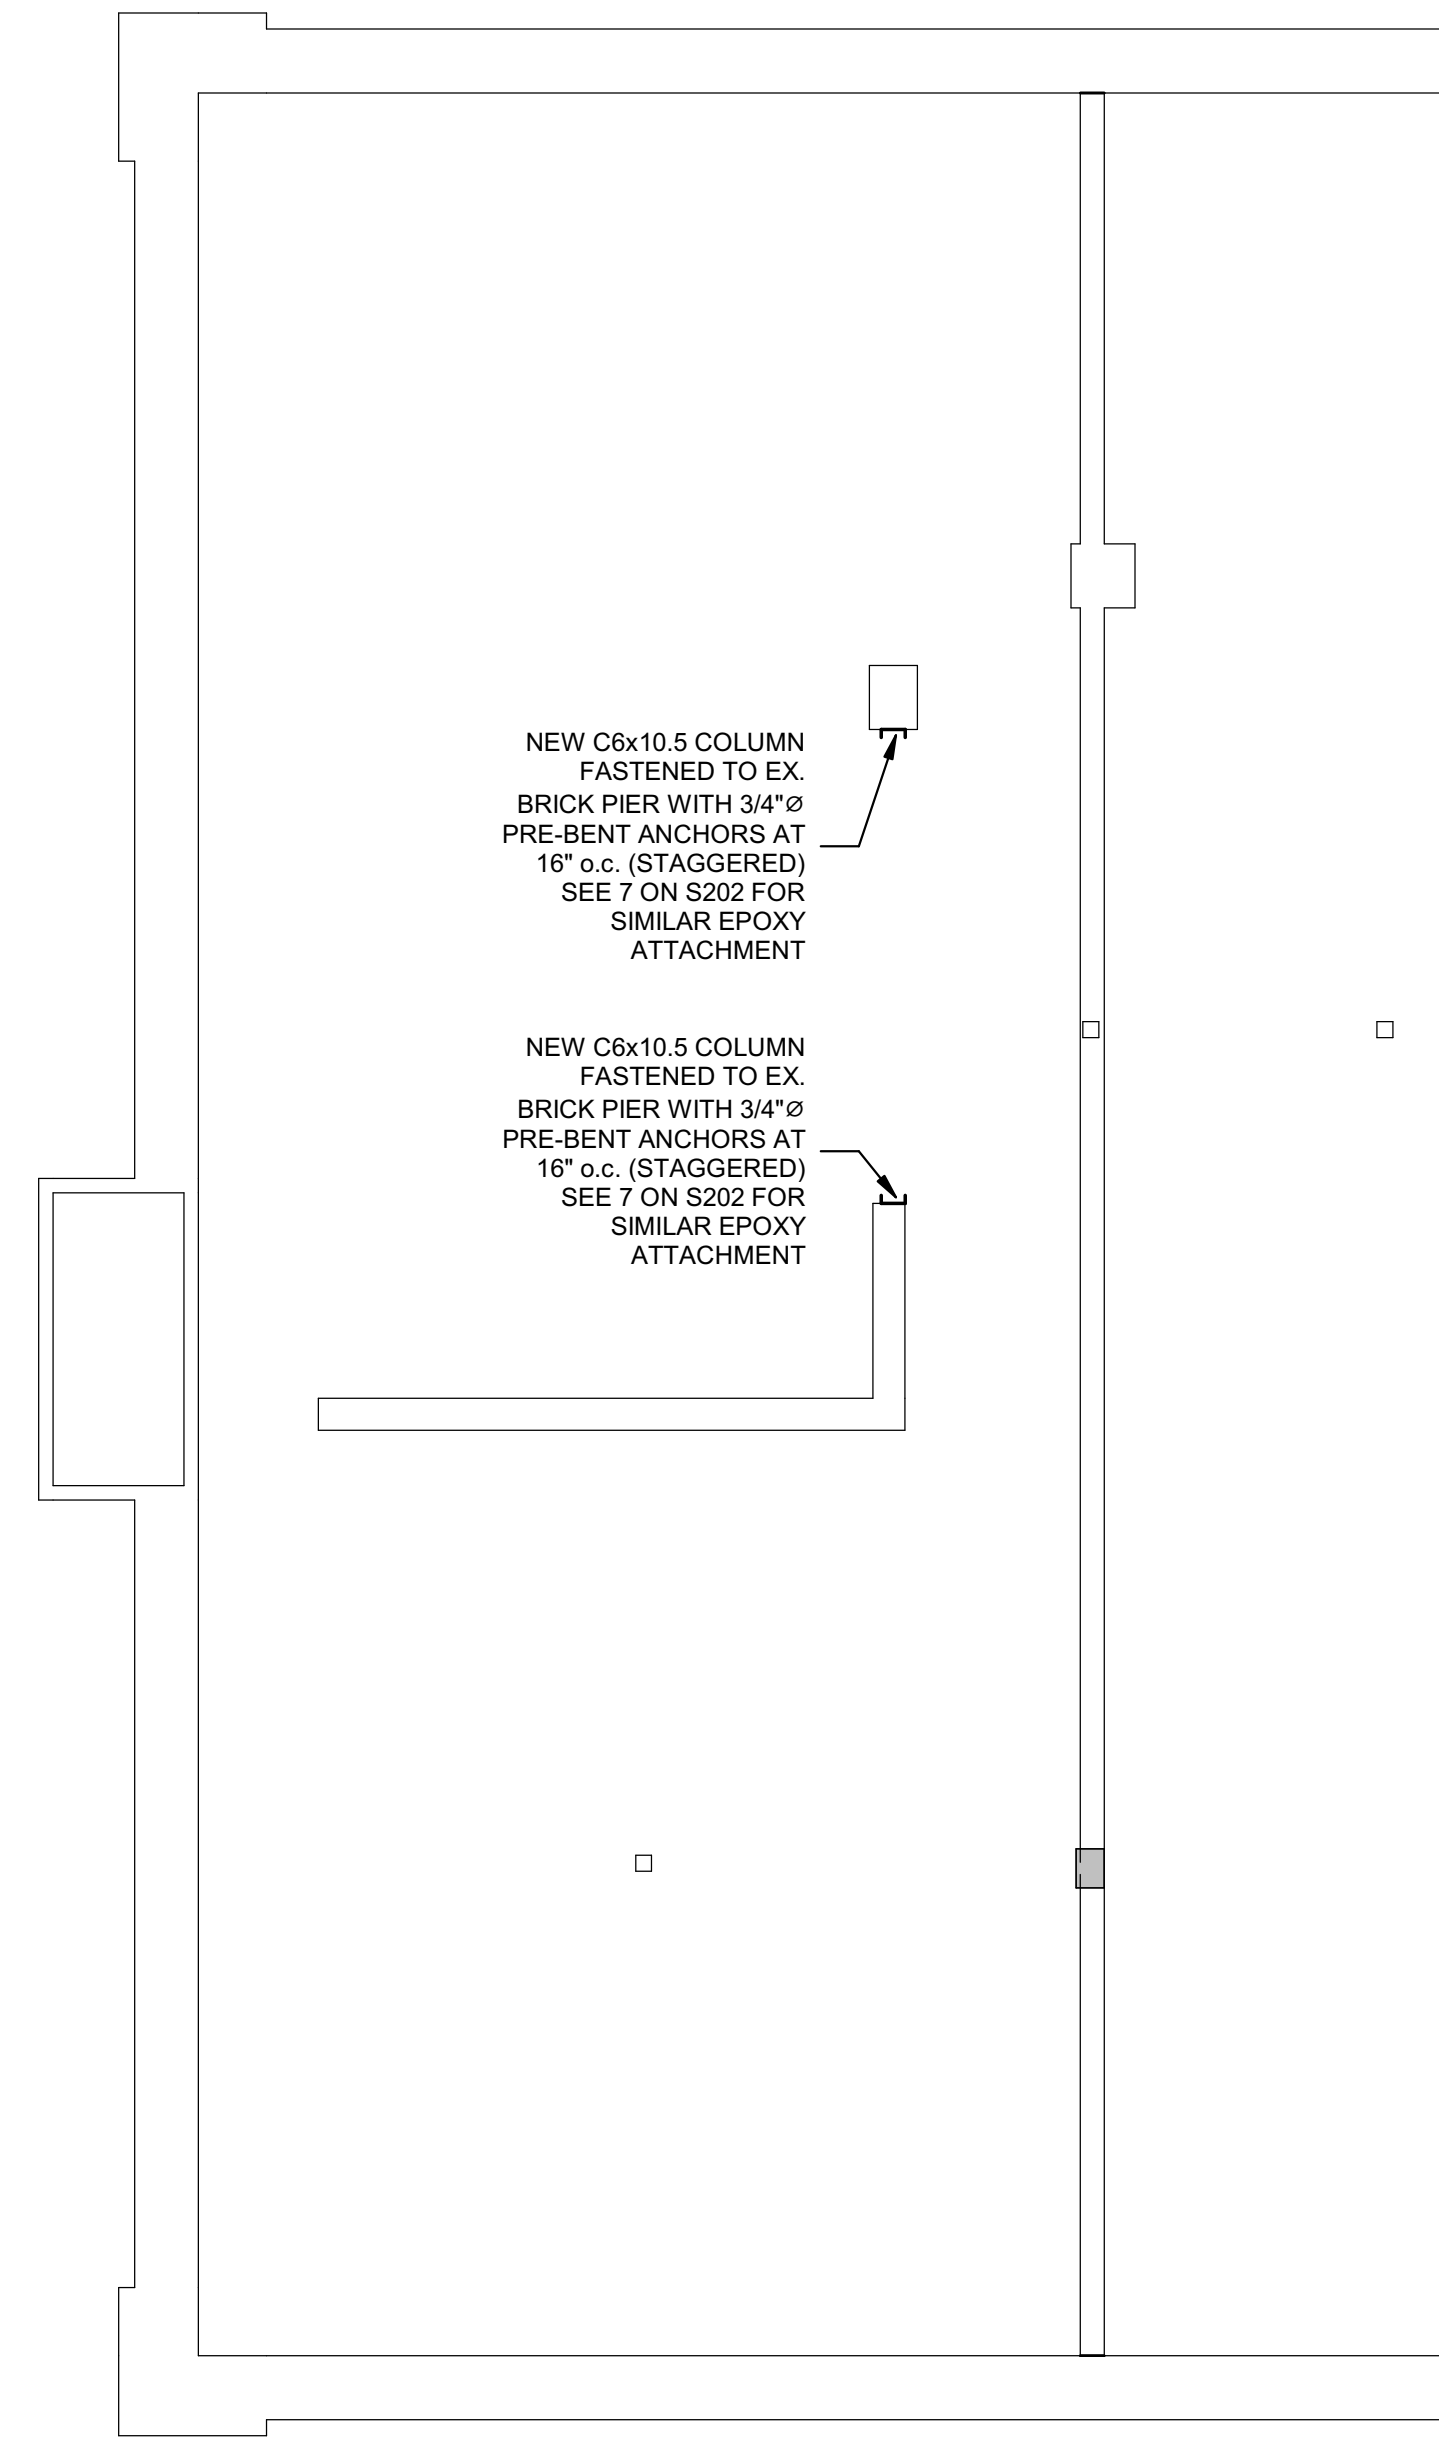 NEW C6x10.5 COLUMN
FASTENED TO EX.
BRICK PIER WITH 3/4"∅
PRE-BENT ANCHORS AT
16" o.c. (STAGGERED)
SEE 7 ON S202 FOR
SIMILAR EPOXY
ATTACHMENT
NEW C6x10.5 COLUMN
FASTENED TO EX.
BRICK PIER WITH 3/4"∅
PRE-BENT ANCHORS AT
16" o.c. (STAGGERED)
SEE 7 ON S202 FOR
SIMILAR EPOXY
ATTACHMENT